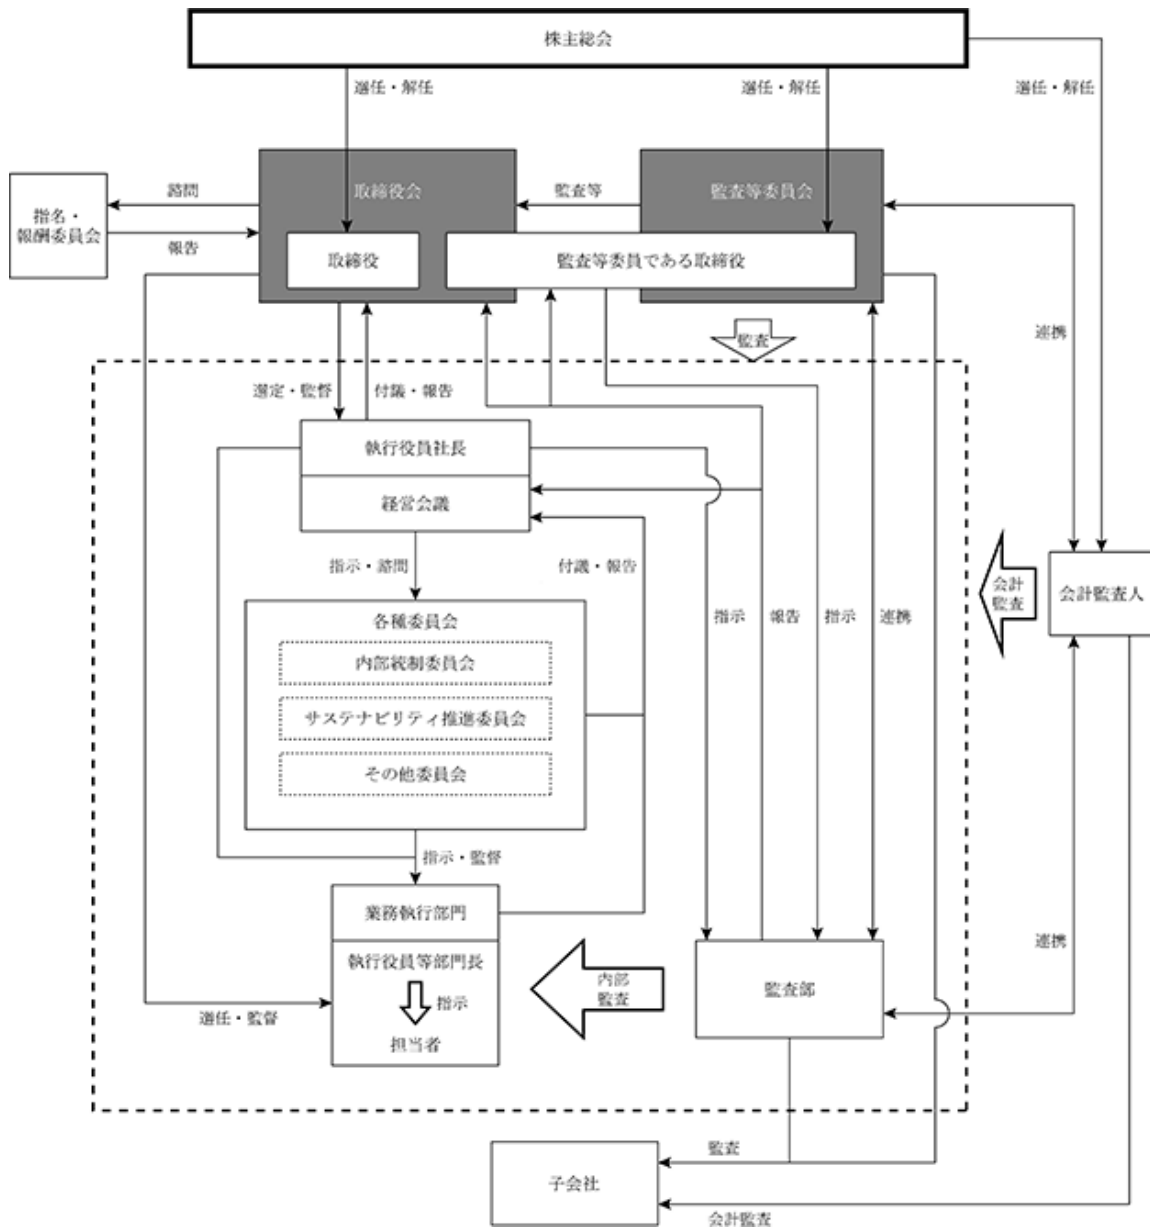 株主総会
選任・解任
選任・解任
選任・解任
取締役会
監査等委員会
諮問
監査等
指名・
報酬委員会
報告
取締役
監査等委員である取締役
監査
連携
選定・監督
付議・報告
執行役員社長
経営会議
指示・諮問
付議・報告
会計
監査
会計監査人
各種委員会
指示
報告
指示
連携
内部統制委員会
サステナビリティ推進委員会
その他委員会
指示・監督
業務執行部門
執行役員等部門長
指示
担当者
内部
監査
監査部
連携
選任・監督
監査
子会社
会計監査